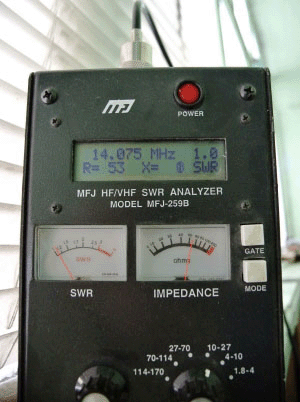 MFJ
POWER
14.075 MHz 1.0
R= 53 X= 0 SWR
MFJ HF/VHF SWR ANALYZER
MODEL MFJ-259B
GATE
MODE
ohms
SWR
IMPEDANCE
27-70
10-27
70-114
4-10
114-170
1.8-4